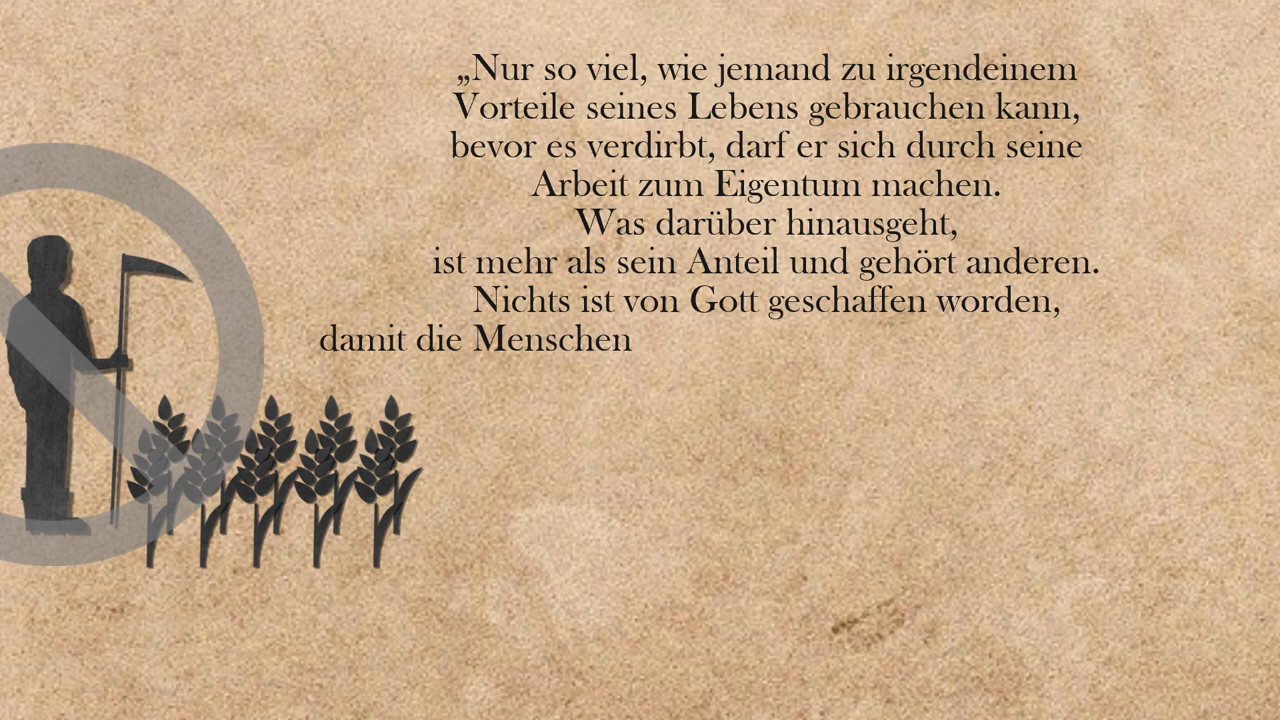 „Nur so viel, wie jemand zu irgendeinem
Vorteile seines Lebens gebrauchen kann,
bevor es verdirbt, darf er sich durch seine
Arbeit zum Eigentum machen.
Was darüber hinausgeht,
ist mehr als sein Anteil und gehört anderen.
Nichts ist von Gott geschaffen worden,
damit die Menschen